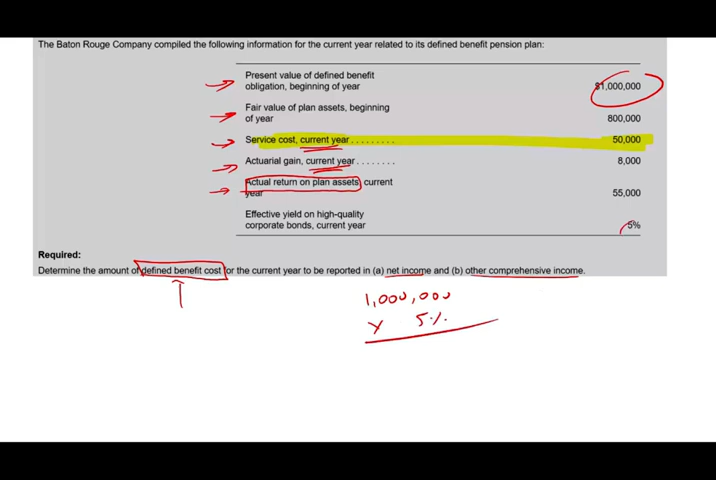 The Baton Rouge Company compiled the following information for the current year related to its defined benefit pension plan:
Present value of defined benefit
obligation, beginning of year
$1,000,000
Fair value of plan assets, beginning
of year
800,000
Service cost, current year . . . . . . . . .
50,000
Actuarial gain, current year . . . . . . . .
8,000
Actual return on plan assets, current
year
55,000
Effective yield on high-quality
corporate bonds, current year
5%
Required:
Determine the amount of defined benefit cost for the current year to be reported in (a) net income and (b) other comprehensive income.
1,000,000
x 5%